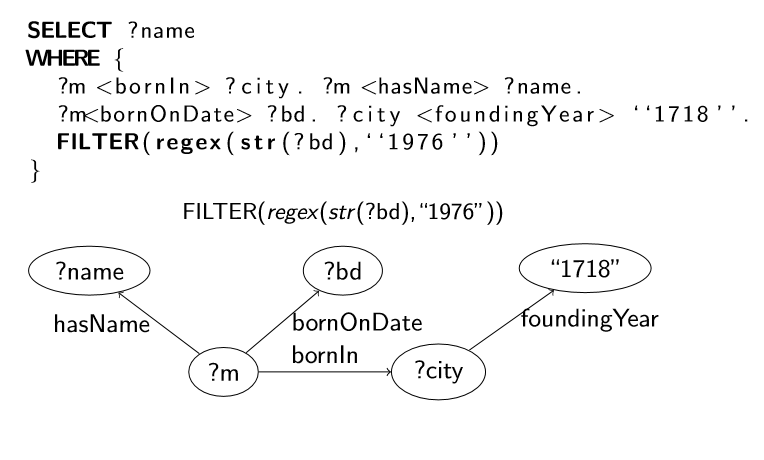 SELECT ?name
WHERE {
?m <bornIn> ?city. ?m <hasName> ?name.
?m<bornOnDate> ?bd. ?city <foundingYear> ‘‘1718’’.
FILTER(regex(str(?bd),‘‘1976’’))
}
FILTER(regex(str(?bd),“1976”))
?name ?bd “1718”
hasName bornOnDate foundingYear
bornIn
?m ?city